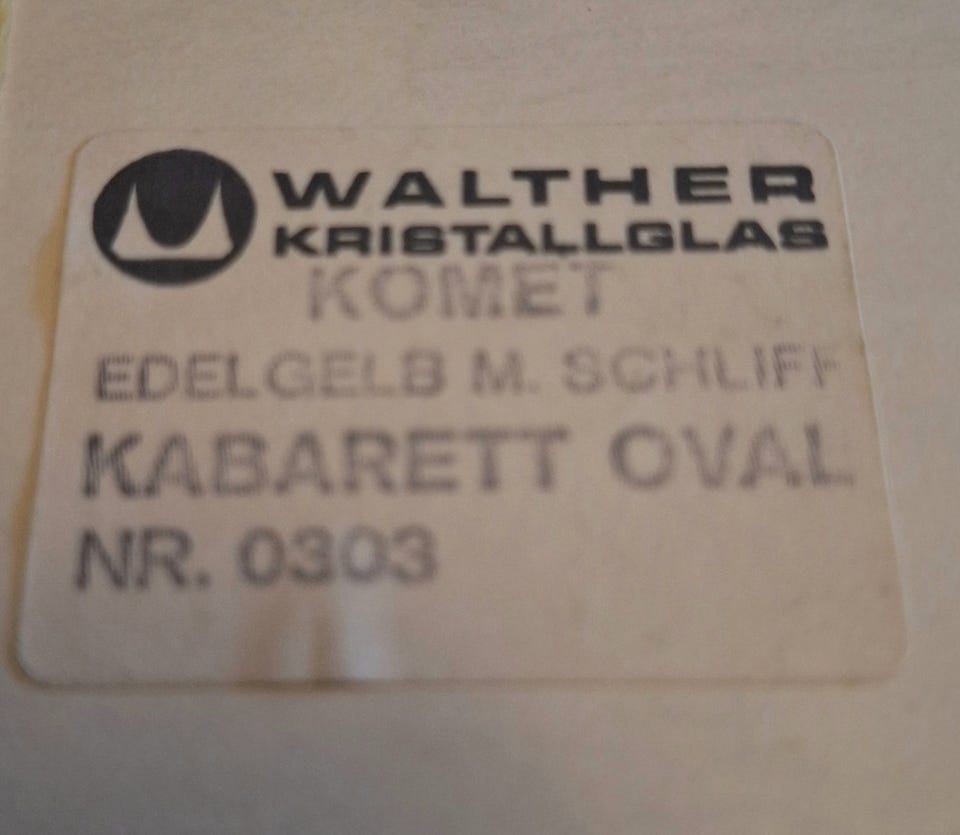 WALTHER
KRISTALLGLAS
KOMET
EDELGELB M. SCHLIFF
KABARETT OVAL
NR. 0303